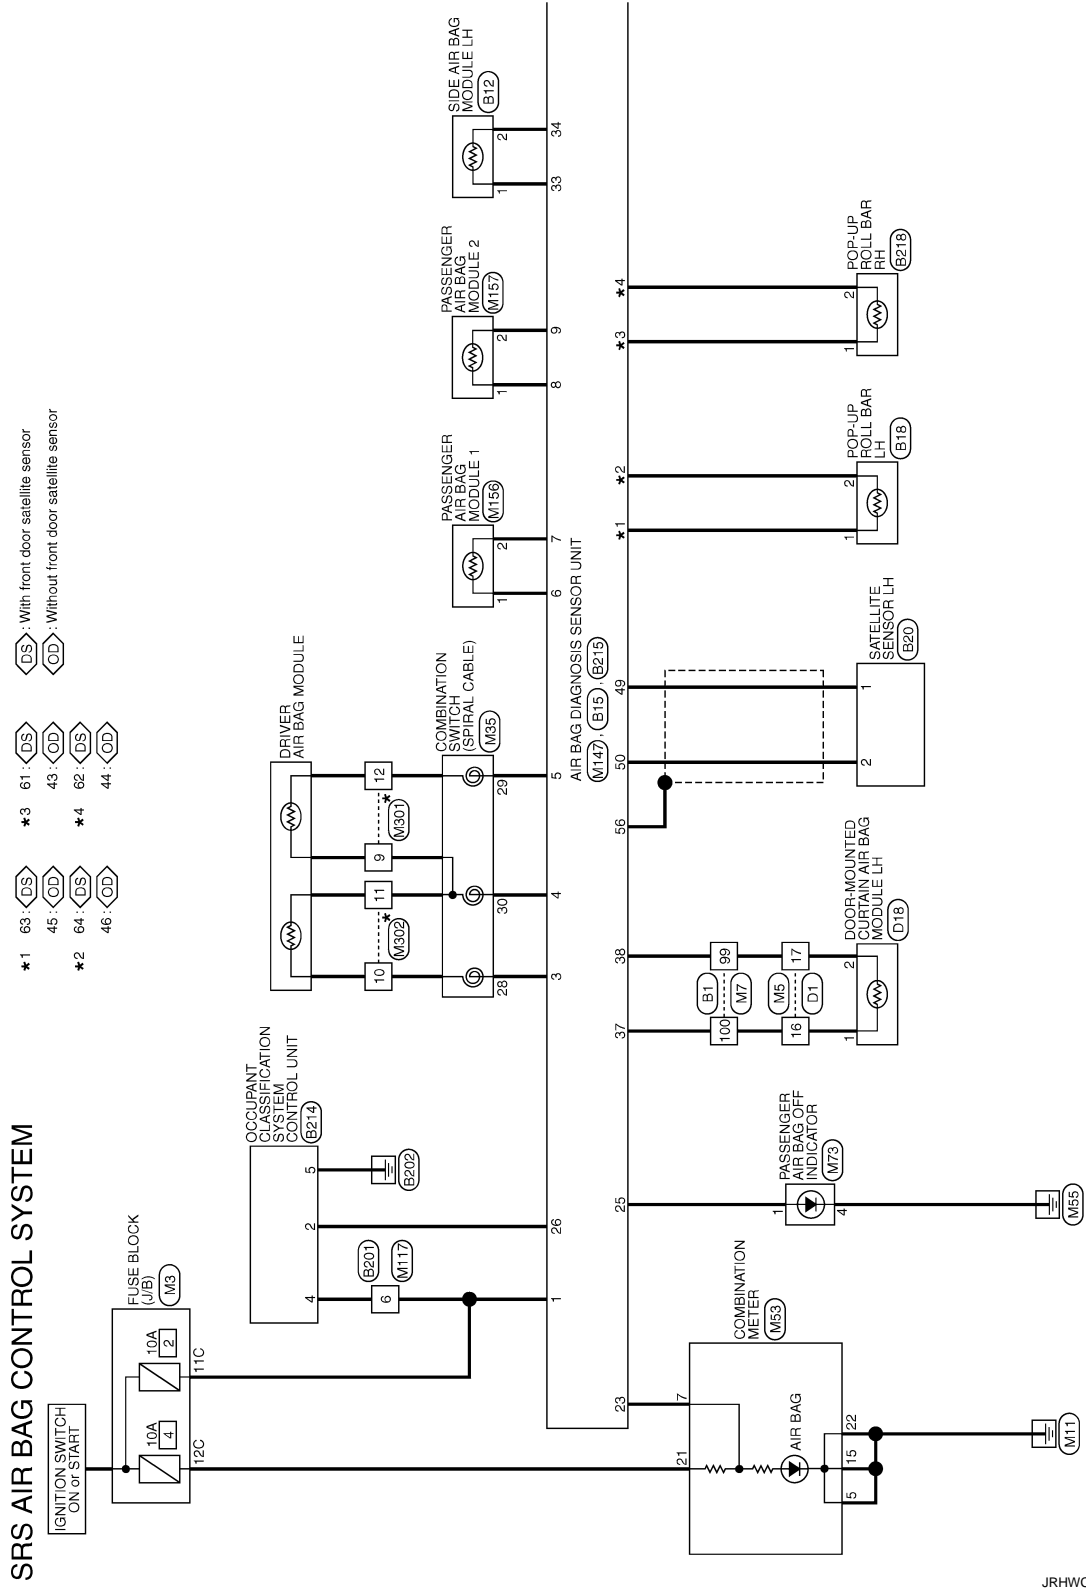 SRS AIR BAG CONTROL SYSTEM
IGNITION SWITCH
ON or START
FUSE BLOCK
(J/B)
M3
10A
4
10A
2
12C
11C
OCCUPANT
CLASSIFICATION
SYSTEM
CONTROL UNIT
B214
4
2
5
B202
B201
M117
6
1
26
*1
63 : DS
45 : OD
*2
64 : DS
46 : OD
*3
61 : DS
43 : OD
*4
62 : DS
44 : OD
DS : With front door satellite sensor
OD : Without front door satellite sensor
DRIVER
AIR BAG MODULE
10
11
9
12
*
M302
*
M301
COMBINATION
SWITCH
(SPIRAL CABLE)
M35
28
30
29
3
4
5
PASSENGER
AIR BAG
MODULE 1
M156
1
2
6
7
PASSENGER
AIR BAG
MODULE 2
M157
1
2
8
9
SIDE AIR BAG
MODULE LH
B12
1
2
33
34
AIR BAG DIAGNOSIS SENSOR UNIT
M147 , B15 , B215
23
25
37
38
56
50
49
*1
*2
*3
*4
COMBINATION
METER
M53
21
7
AIR BAG
5
15
22
M11
PASSENGER
AIR BAG OFF
INDICATOR
M73
1
4
M55
100
99
B1
M7
16
17
M5
D1
DOOR-MOUNTED
CURTAIN AIR BAG
MODULE LH
D18
1
2
SATELLITE
SENSOR LH
B20
2
1
POP-UP
ROLL BAR
LH
B18
1
2
POP-UP
ROLL BAR
RH
B218
1
2